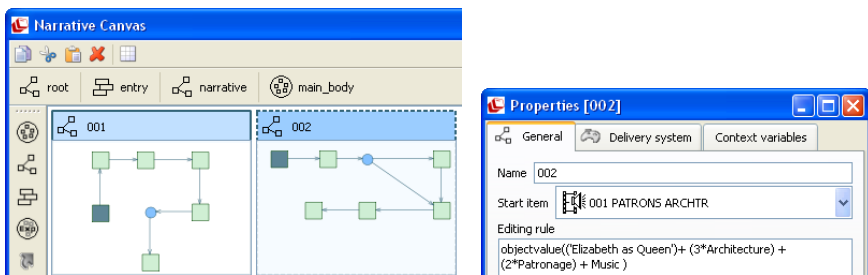 Narrative Canvas
root entry narrative main_body
001 002
Exp
Properties [002]
General Delivery system Context variables
Name 002
Start item 001 PATRONS ARCHTR
Editing rule
objectvalue(('Elizabeth as Queen')+ (3*Architecture) +
(2*Patronage) + Music )